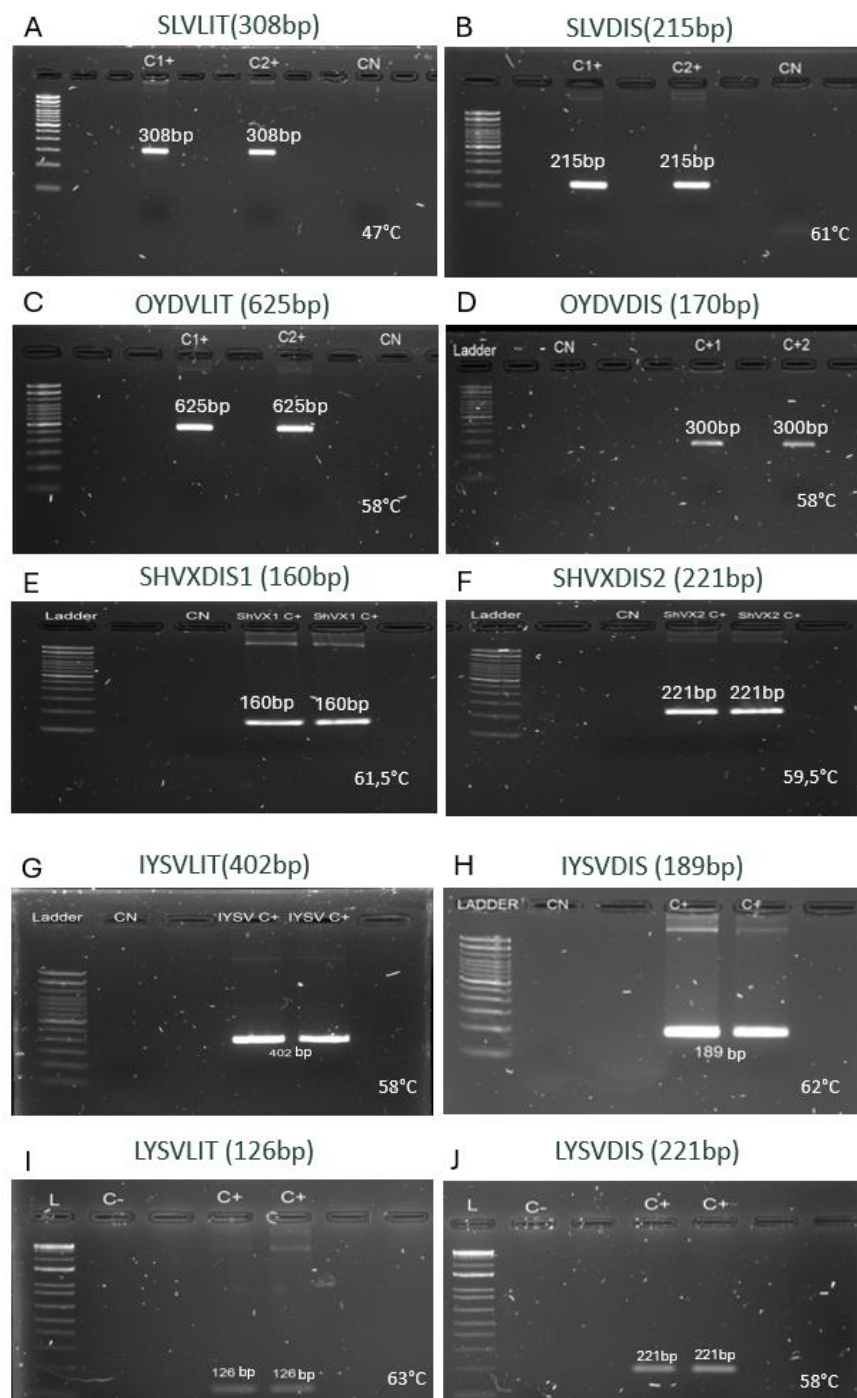 A SLVLIT(308bp)
C1+ C2+ CN
308bp 308bp
47°C
B SLVDIS(215bp)
C1+ C2+ CN
215bp 215bp
61°C
C OYDVLIT (625bp)
C1+ C2+ CN
625bp 625bp
58°C
D OYDVDIS (170bp)
Ladder CN C+1 C+2
300bp 300bp
58°C
E SHVXDIS1 (160bp)
Ladder CN ShVX1 C+ ShVX1 C+
160bp 160bp
61,5°C
F SHVXDIS2 (221bp)
Ladder CN ShVX2 C+ ShVX2 C+
221bp 221bp
59,5°C
G IYSVLIT(402bp)
Ladder CN IYSV C+ IYSV C+
402 bp
58°C
H IYSVDIS (189bp)
LADDER CN C+ C+
189 bp
62°C
I LYSVLIT(126bp)
L C- C+ C+
126 bp 126 bp
63°C
J LYSVDIS (221bp)
L C- C+ C+
221bp 221bp
58°C